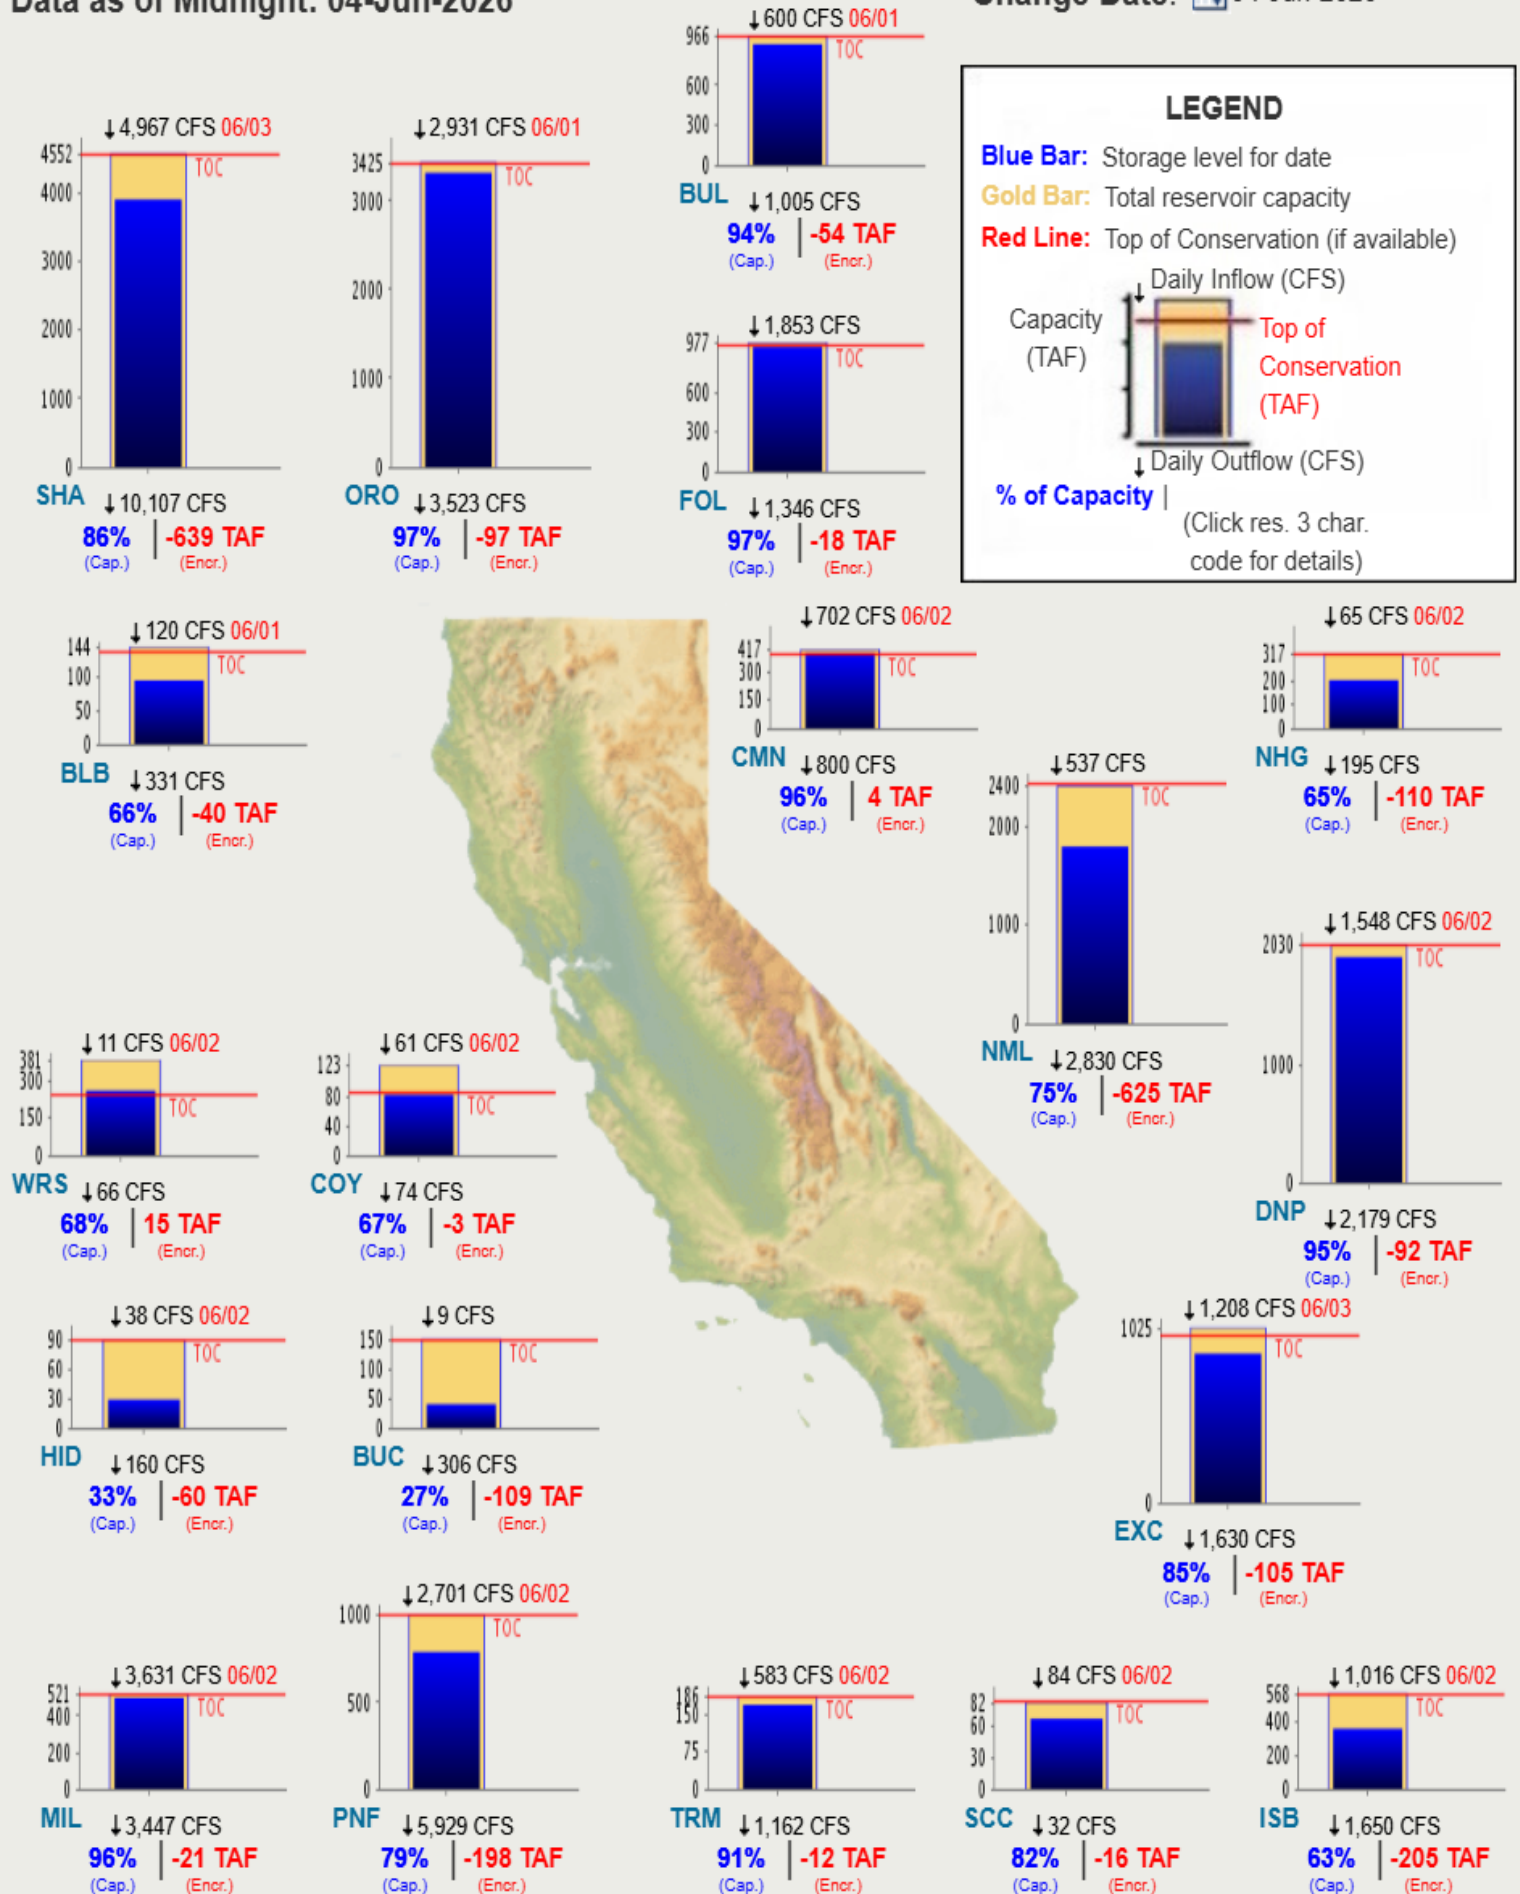 Data as of Midnight: 04-Jun-2026
Change Date:
↓600 CFS 06/01
966
TOC
600
300
0
BUL ↓1,005 CFS
94% | -54 TAF
(Cap.) (Encr.)
LEGEND
Blue Bar: Storage level for date
Gold Bar: Total reservoir capacity
Red Line: Top of Conservation (if available)
↓ Daily Inflow (CFS)
Capacity
(TAF)
Top of
Conservation
(TAF)
↓ Daily Outflow (CFS)
% of Capacity |
(Click res. 3 char.
code for details)
↓4,967 CFS 06/03
4552
TOC
4000
3000
2000
1000
0
SHA ↓10,107 CFS
86% | -639 TAF
(Cap.) (Encr.)
↓2,931 CFS 06/01
3425
TOC
3000
2000
1000
0
ORO ↓3,523 CFS
97% | -97 TAF
(Cap.) (Encr.)
↓1,853 CFS
977
TOC
600
300
0
FOL ↓1,346 CFS
97% | -18 TAF
(Cap.) (Encr.)
↓120 CFS 06/01
144
TOC
100
50
0
BLB ↓331 CFS
66% | -40 TAF
(Cap.) (Encr.)
↓702 CFS 06/02
417
TOC
300
150
0
CMN ↓800 CFS
96% | 4 TAF
(Cap.) (Encr.)
↓65 CFS 06/02
317
TOC
200
100
0
NHG ↓195 CFS
65% | -110 TAF
(Cap.) (Encr.)
↓537 CFS
2400
TOC
2000
1000
0
NML ↓2,830 CFS
75% | -625 TAF
(Cap.) (Encr.)
↓1,548 CFS 06/02
2030
TOC
1000
0
DNP ↓2,179 CFS
95% | -92 TAF
(Cap.) (Encr.)
↓11 CFS 06/02
381
300
TOC
150
0
WRS ↓66 CFS
68% | 15 TAF
(Cap.) (Encr.)
↓61 CFS 06/02
123
80
TOC
40
0
COY ↓74 CFS
67% | -3 TAF
(Cap.) (Encr.)
↓38 CFS 06/02
90
TOC
60
30
0
HID ↓160 CFS
33% | -60 TAF
(Cap.) (Encr.)
↓9 CFS
150
TOC
100
50
0
BUC ↓306 CFS
27% | -109 TAF
(Cap.) (Encr.)
↓1,208 CFS 06/03
1025
TOC
0
EXC ↓1,630 CFS
85% | -105 TAF
(Cap.) (Encr.)
↓3,631 CFS 06/02
521
TOC
400
200
0
MIL ↓3,447 CFS
96% | -21 TAF
(Cap.) (Encr.)
↓2,701 CFS 06/02
1000
TOC
500
0
PNF ↓5,929 CFS
79% | -198 TAF
(Cap.) (Encr.)
↓583 CFS 06/02
186
TOC
150
75
0
TRM ↓1,162 CFS
91% | -12 TAF
(Cap.) (Encr.)
↓84 CFS 06/02
82
TOC
60
30
0
SCC ↓32 CFS
82% | -16 TAF
(Cap.) (Encr.)
↓1,016 CFS 06/02
568
TOC
400
200
0
ISB ↓1,650 CFS
63% | -205 TAF
(Cap.) (Encr.)